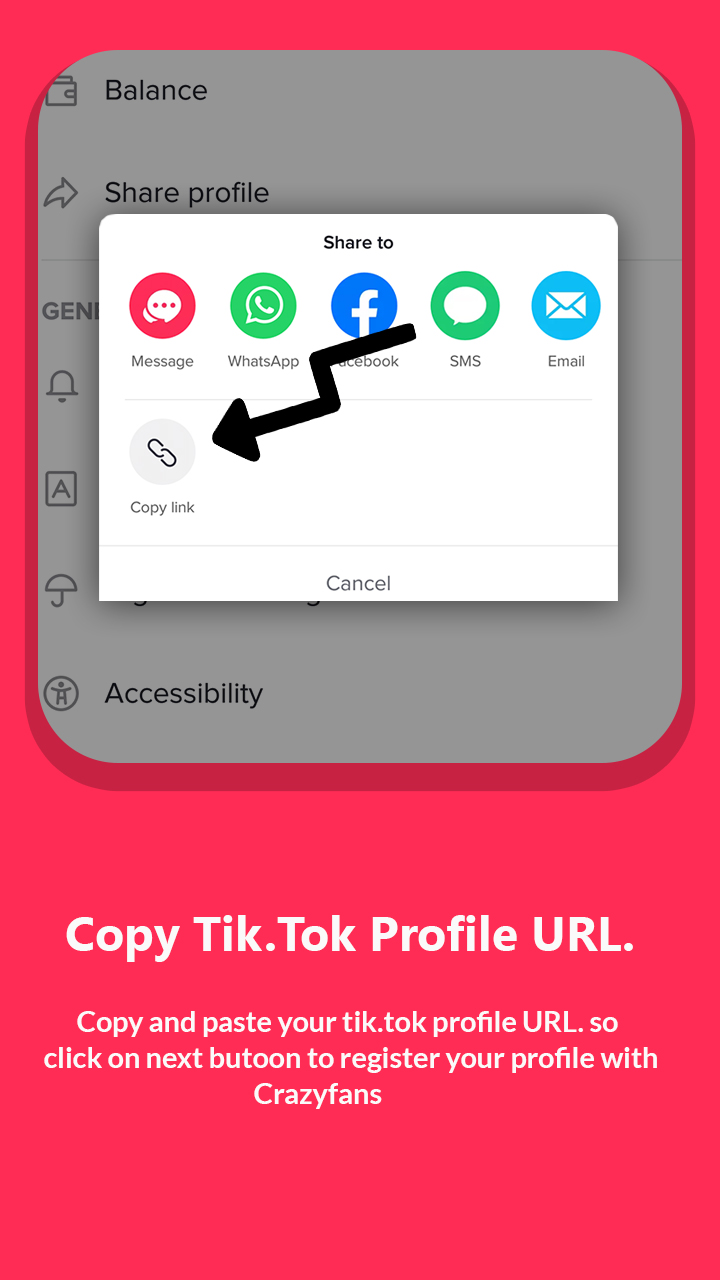 Balance
Share profile
Share to
GENE
Message WhatsApp acebook SMS Email
Copy link
Cancel
Accessibility
Copy Tik.Tok Profile URL.
Copy and paste your tik.tok profile URL. so
click on next butoon to register your profile with
Crazyfans